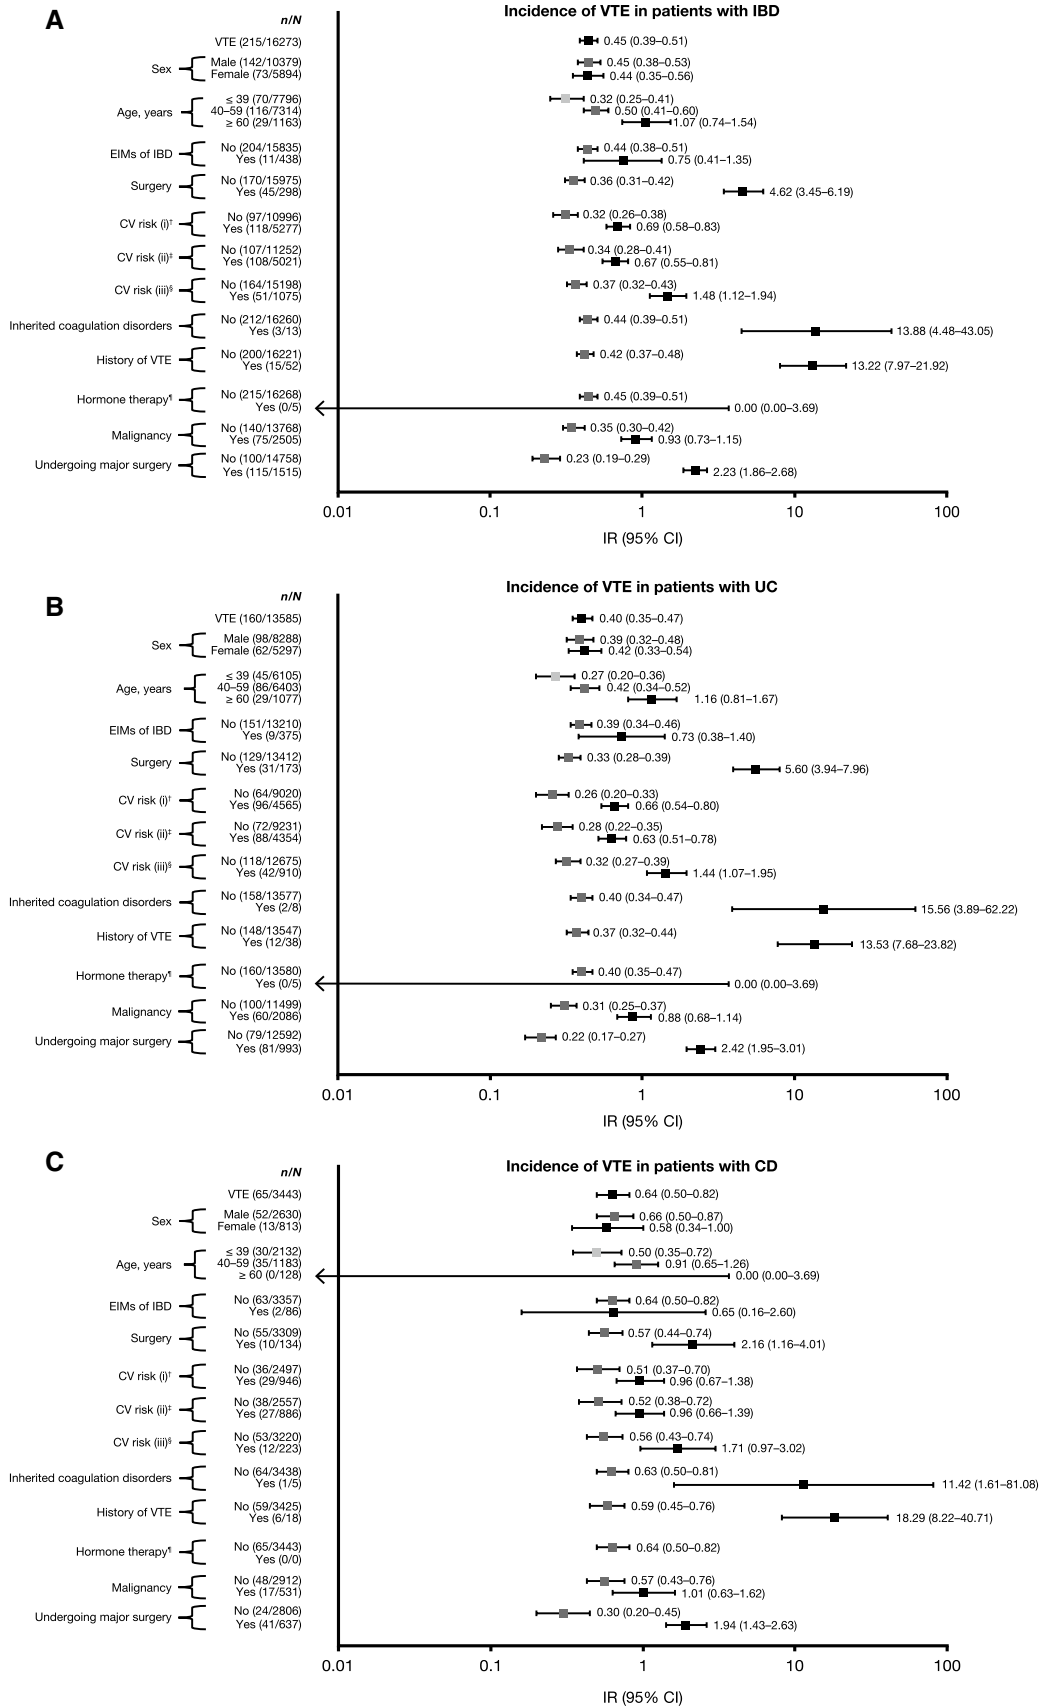 A
Incidence of VTE in patients with IBD
n/N
VTE (215/16273) 0.45 (0.39–0.51)
Sex
Male (142/10379) 0.45 (0.38–0.53)
Female (73/5894) 0.44 (0.35–0.56)
Age, years
≤ 39 (70/7796) 0.32 (0.25–0.41)
40–59 (116/7314) 0.50 (0.41–0.60)
≥ 60 (29/1163) 1.07 (0.74–1.54)
EIMs of IBD
No (204/15835) 0.44 (0.38–0.51)
Yes (11/438) 0.75 (0.41–1.35)
Surgery
No (170/15975) 0.36 (0.31–0.42)
Yes (45/298) 4.62 (3.45–6.19)
CV risk (i)†
No (97/10996) 0.32 (0.26–0.38)
Yes (118/5277) 0.69 (0.58–0.83)
CV risk (ii)‡
No (107/11252) 0.34 (0.28–0.41)
Yes (108/5021) 0.67 (0.55–0.81)
CV risk (iii)§
No (164/15198) 0.37 (0.32–0.43)
Yes (51/1075) 1.48 (1.12–1.94)
Inherited coagulation disorders
No (212/16260) 0.44 (0.39–0.51)
Yes (3/13) 13.88 (4.48–43.05)
History of VTE
No (200/16221) 0.42 (0.37–0.48)
Yes (15/52) 13.22 (7.97–21.92)
Hormone therapy¶
No (215/16268) 0.45 (0.39–0.51)
Yes (0/5) 0.00 (0.00–3.69)
Malignancy
No (140/13768) 0.35 (0.30–0.42)
Yes (75/2505) 0.93 (0.73–1.15)
Undergoing major surgery
No (100/14758) 0.23 (0.19–0.29)
Yes (115/1515) 2.23 (1.86–2.68)
0.01 0.1 1 10 100
IR (95% CI)
B
Incidence of VTE in patients with UC
n/N
VTE (160/13585) 0.40 (0.35–0.47)
Sex
Male (98/8288) 0.39 (0.32–0.48)
Female (62/5297) 0.42 (0.33–0.54)
Age, years
≤ 39 (45/6105) 0.27 (0.20–0.36)
40–59 (86/6403) 0.42 (0.34–0.52)
≥ 60 (29/1077) 1.16 (0.81–1.67)
EIMs of IBD
No (151/13210) 0.39 (0.34–0.46)
Yes (9/375) 0.73 (0.38–1.40)
Surgery
No (129/13412) 0.33 (0.28–0.39)
Yes (31/173) 5.60 (3.94–7.96)
CV risk (i)†
No (64/9020) 0.26 (0.20–0.33)
Yes (96/4565) 0.66 (0.54–0.80)
CV risk (ii)‡
No (72/9231) 0.28 (0.22–0.35)
Yes (88/4354) 0.63 (0.51–0.78)
CV risk (iii)§
No (118/12675) 0.32 (0.27–0.39)
Yes (42/910) 1.44 (1.07–1.95)
Inherited coagulation disorders
No (158/13577) 0.40 (0.34–0.47)
Yes (2/8) 15.56 (3.89–62.22)
History of VTE
No (148/13547) 0.37 (0.32–0.44)
Yes (12/38) 13.53 (7.68–23.82)
Hormone therapy¶
No (160/13580) 0.40 (0.35–0.47)
Yes (0/5) 0.00 (0.00–3.69)
Malignancy
No (100/11499) 0.31 (0.25–0.37)
Yes (60/2086) 0.88 (0.68–1.14)
Undergoing major surgery
No (79/12592) 0.22 (0.17–0.27)
Yes (81/993) 2.42 (1.95–3.01)
0.01 0.1 1 10 100
IR (95% CI)
C
Incidence of VTE in patients with CD
n/N
VTE (65/3443) 0.64 (0.50–0.82)
Sex
Male (52/2630) 0.66 (0.50–0.87)
Female (13/813) 0.58 (0.34–1.00)
Age, years
≤ 39 (30/2132) 0.50 (0.35–0.72)
40–59 (35/1183) 0.91 (0.65–1.26)
≥ 60 (0/128) 0.00 (0.00–3.69)
EIMs of IBD
No (63/3357) 0.64 (0.50–0.82)
Yes (2/86) 0.65 (0.16–2.60)
Surgery
No (55/3309) 0.57 (0.44–0.74)
Yes (10/134) 2.16 (1.16–4.01)
CV risk (i)†
No (36/2497) 0.51 (0.37–0.70)
Yes (29/946) 0.96 (0.67–1.38)
CV risk (ii)‡
No (38/2557) 0.52 (0.38–0.72)
Yes (27/886) 0.96 (0.66–1.39)
CV risk (iii)§
No (53/3220) 0.56 (0.43–0.74)
Yes (12/223) 1.71 (0.97–3.02)
Inherited coagulation disorders
No (64/3438) 0.63 (0.50–0.81)
Yes (1/5) 11.42 (1.61–81.08)
History of VTE
No (59/3425) 0.59 (0.45–0.76)
Yes (6/18) 18.29 (8.22–40.71)
Hormone therapy¶
No (65/3443) 0.64 (0.50–0.82)
Yes (0/0)
Malignancy
No (48/2912) 0.57 (0.43–0.76)
Yes (17/531) 1.01 (0.63–1.62)
Undergoing major surgery
No (24/2806) 0.30 (0.20–0.45)
Yes (41/637) 1.94 (1.43–2.63)
0.01 0.1 1 10 100
IR (95% CI)